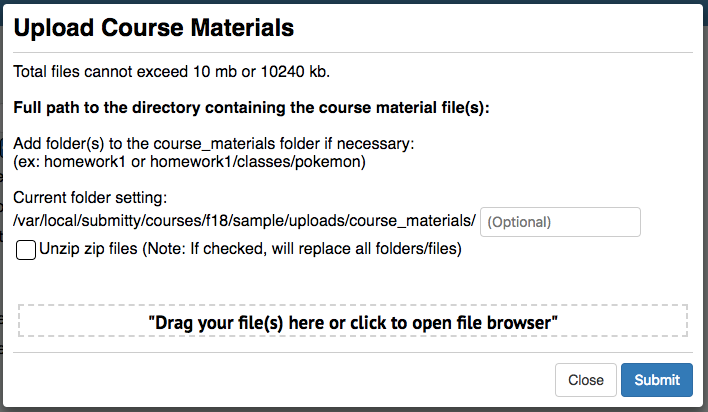 Upload Course Materials
Total files cannot exceed 10 mb or 10240 kb.
Full path to the directory containing the course material file(s):
Add folder(s) to the course_materials folder if necessary:
(ex: homework1 or homework1/classes/pokemon)
Current folder setting:
/var/local/submitty/courses/f18/sample/uploads/course_materials/ (Optional)
Unzip zip files (Note: If checked, will replace all folders/files)
"Drag your file(s) here or click to open file browser"
Close Submit